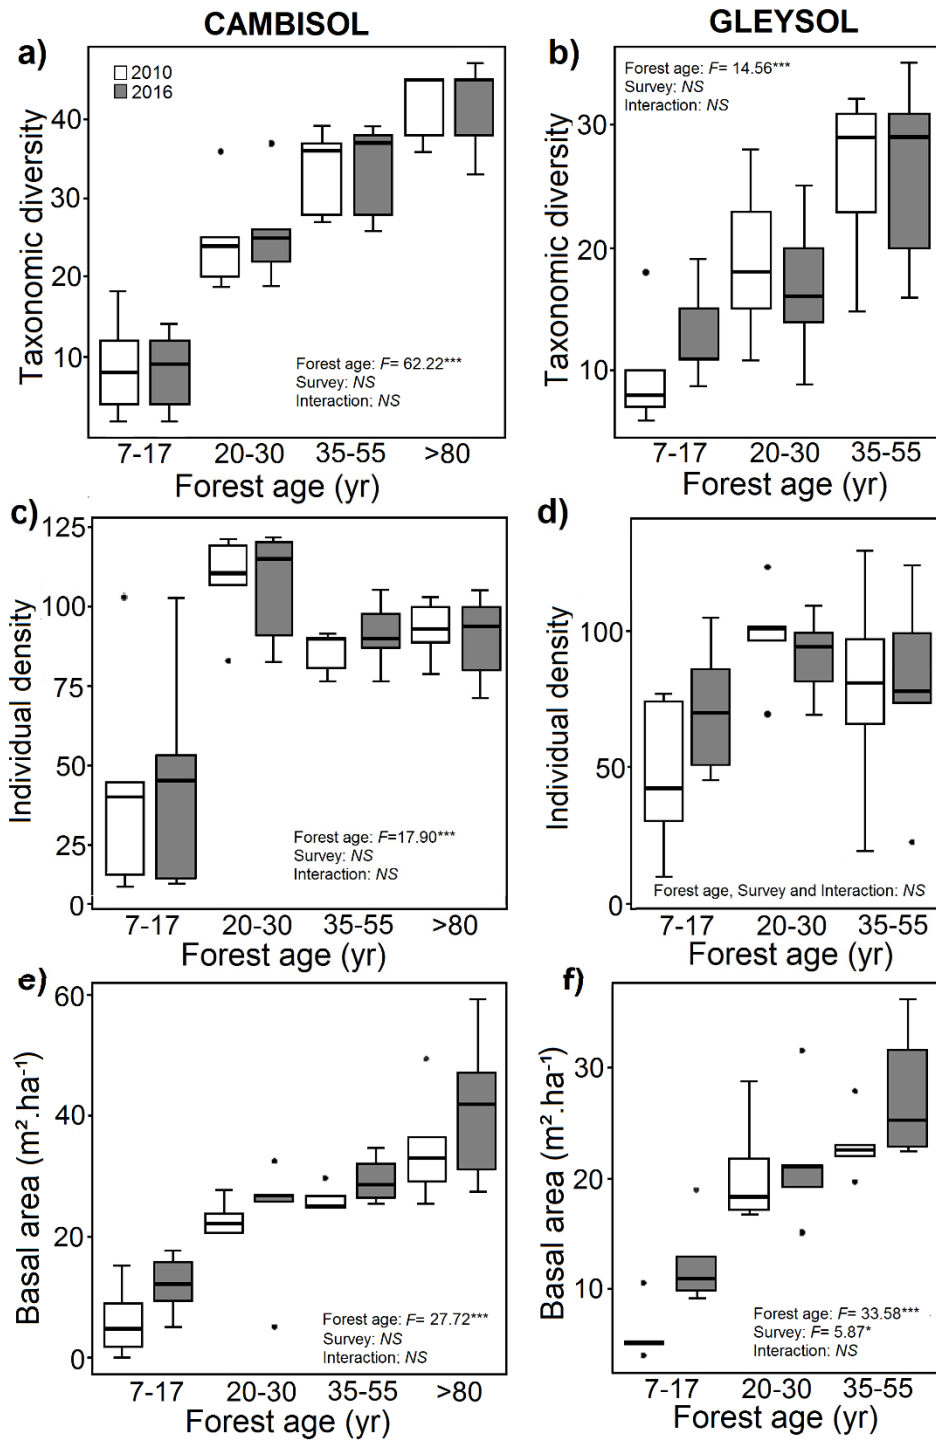 CAMBISOL
GLEYSOL
a)
2010
2016
Taxonomic diversity
40
30
20
10
Forest age: F= 62.22***
Survey: NS
Interaction: NS
7-17 20-30 35-55 >80
Forest age (yr)
b)
Forest age: F= 14.56***
Survey: NS
Interaction: NS
Taxonomic diversity
30
20
10
7-17 20-30 35-55
Forest age (yr)
c)
Individual density
125
100
75
50
25
0
Forest age: F=17.90***
Survey: NS
Interaction: NS
7-17 20-30 35-55 >80
Forest age (yr)
d)
Individual density
100
50
0
Forest age, Survey and Interaction: NS
7-17 20-30 35-55
Forest age (yr)
e)
Basal area (m².ha⁻¹)
60
40
20
0
Forest age: F= 27.72***
Survey: NS
Interaction: NS
7-17 20-30 35-55 >80
Forest age (yr)
f)
Basal area (m².ha⁻¹)
30
20
10
Forest age: F= 33.58***
Survey: F= 5.87*
Interaction: NS
7-17 20-30 35-55
Forest age (yr)